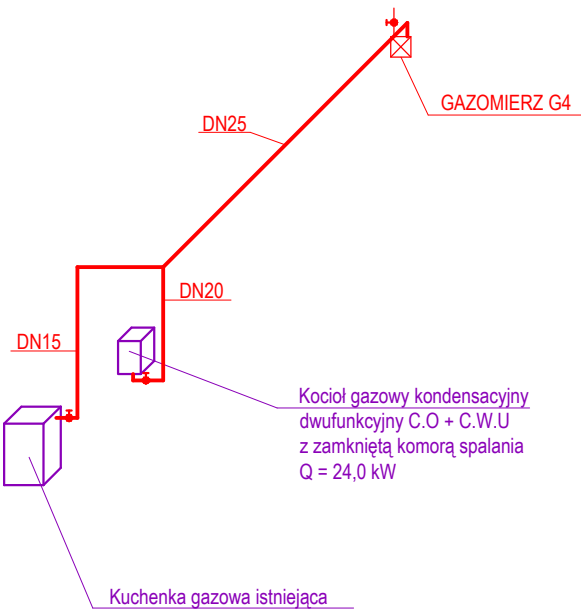 GAZOMIERZ G4
DN25
DN20
DN15
Kocioł gazowy kondensacyjny
dwufunkcyjny C.O + C.W.U
z zamkniętą komorą spalania
Q = 24,0 kW
Kuchenka gazowa istniejąca